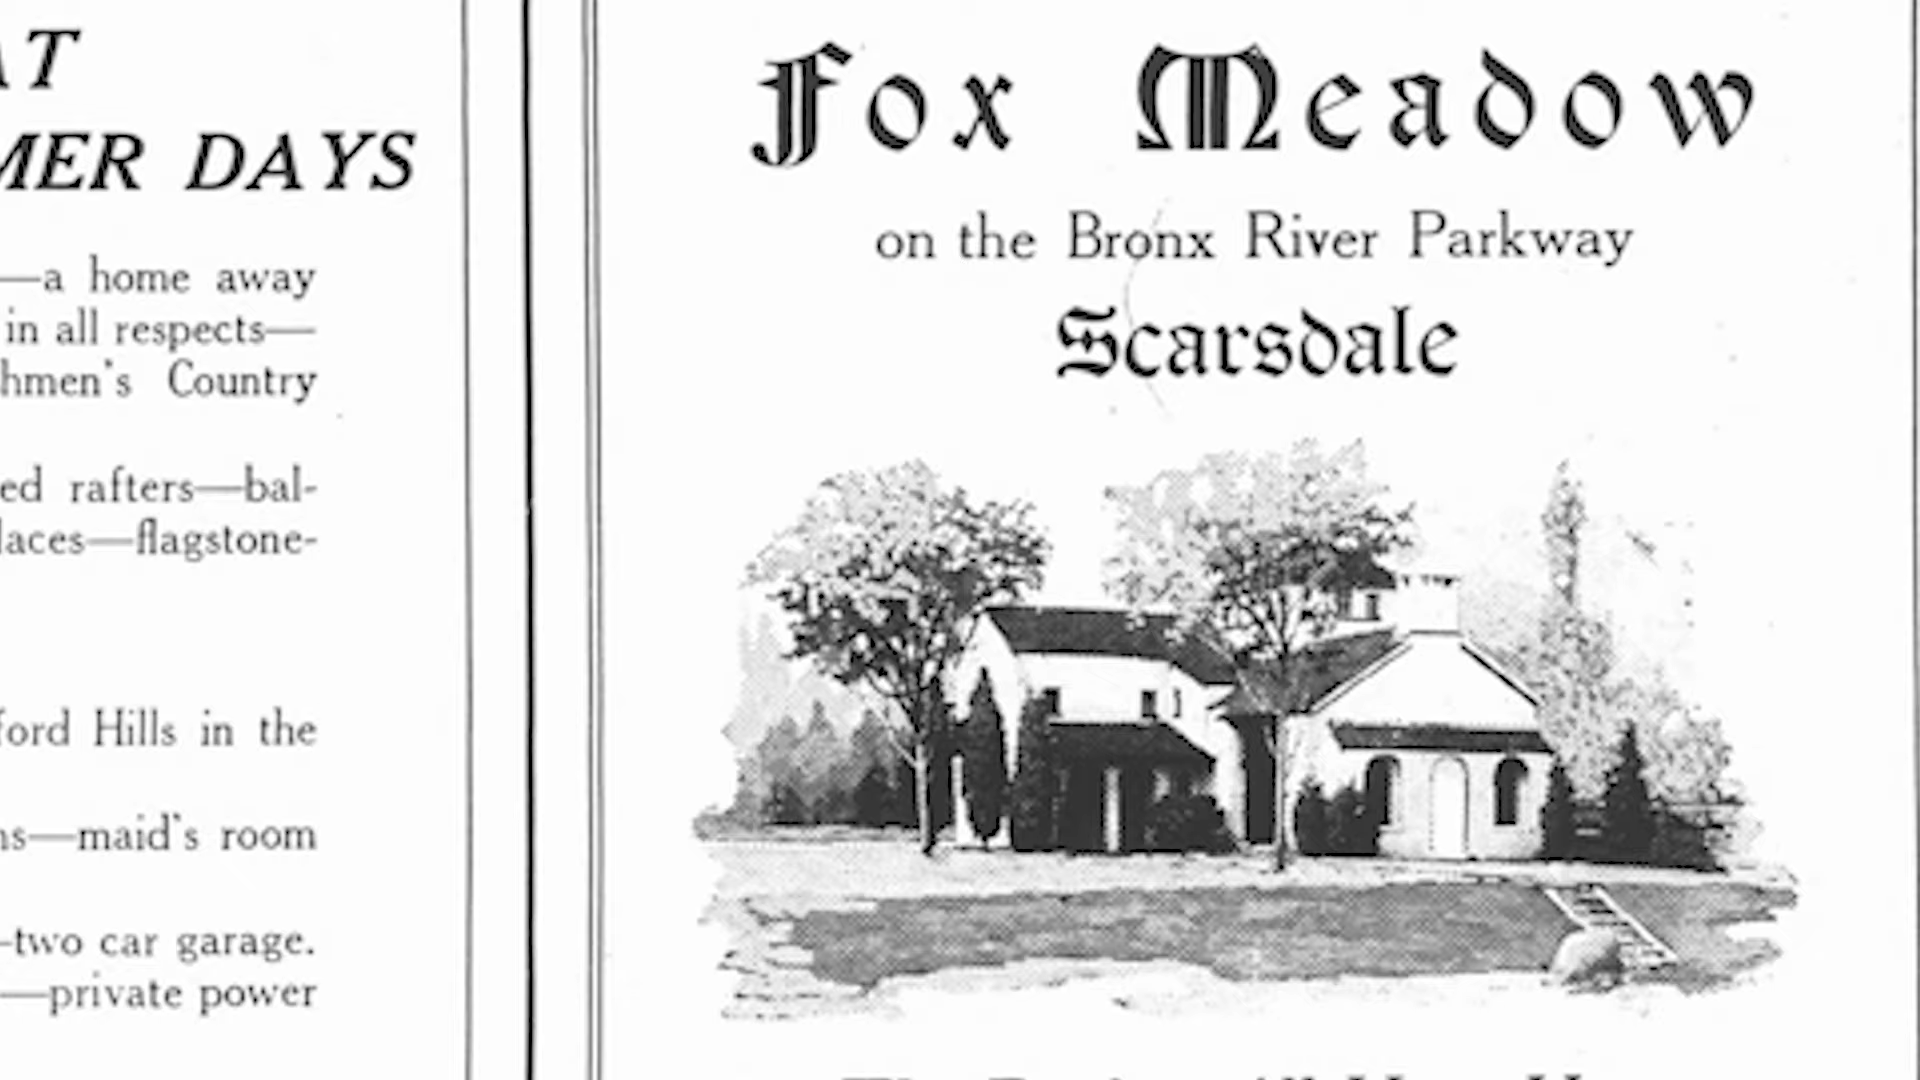 AT
MER DAYS
—a home away
in all respects—
hmen's Country
ed rafters—bal-
laces—flagstone-
ford Hills in the
ns—maid's room
-two car garage.
—private power
Fox Meadow
on the Bronx River Parkway
Scarsdale